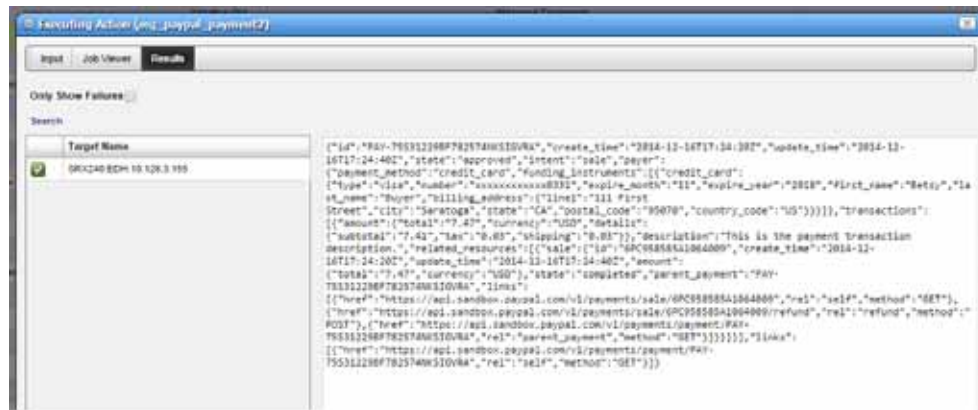 Executing Action (mg_paypal_payment2)
Input Job Viewer Results
Only Show Failures
Search
Target Name
{"id":"PAY- ","create_time":"2014-12-16T17:24:20Z","update_time":"2014-12-
16T17:24:40Z","state":"approved","intent":"sale","payer":
{"payment_method":"credit_card","funding_instruments":[{"credit_card":
{"type":"visa","number":"xxxxxxxxxxxx0331","expire_month":"11","expire_year":"2018","first_name":"Betsy","la
st_name":"Buyer","billing_address":{"line1":"111 First
Street","city":"Saratoga","state":"CA","postal_code":"95070","country_code":"US"}}}]},"transactions":
[{"amount":{"total":"7.47","currency":"USD","details":
{"subtotal":"7.41","tax":"0.03","shipping":"0.03"}},"description":"This is the payment transaction
description.","related_resources":[{"sale":{"id": ,"create_time":"2014-12-
16T17:24:20Z","update_time":"2014-12-16T17:24:40Z","amount":
{"total":"7.47","currency":"USD"},"state":"completed","parent_payment":"PAY-
"links":
[{"href":"https://api.sandbox.paypal.com/v1/payments/sale/ ,"rel":"self","method":"GET"},
{"href":"https://api.sandbox.paypal.com/v1/payments/sale/ /refund","rel":"refund","method":"
POST"},{"href":"https://api.sandbox.paypal.com/v1/payments/payment/PAY-
"rel":"parent_payment","method":"GET"}]}}]}],"links":
[{"href":"https://api.sandbox.paypal.com/v1/payments/payment/PAY-
"rel":"self","method":"GET"}]}